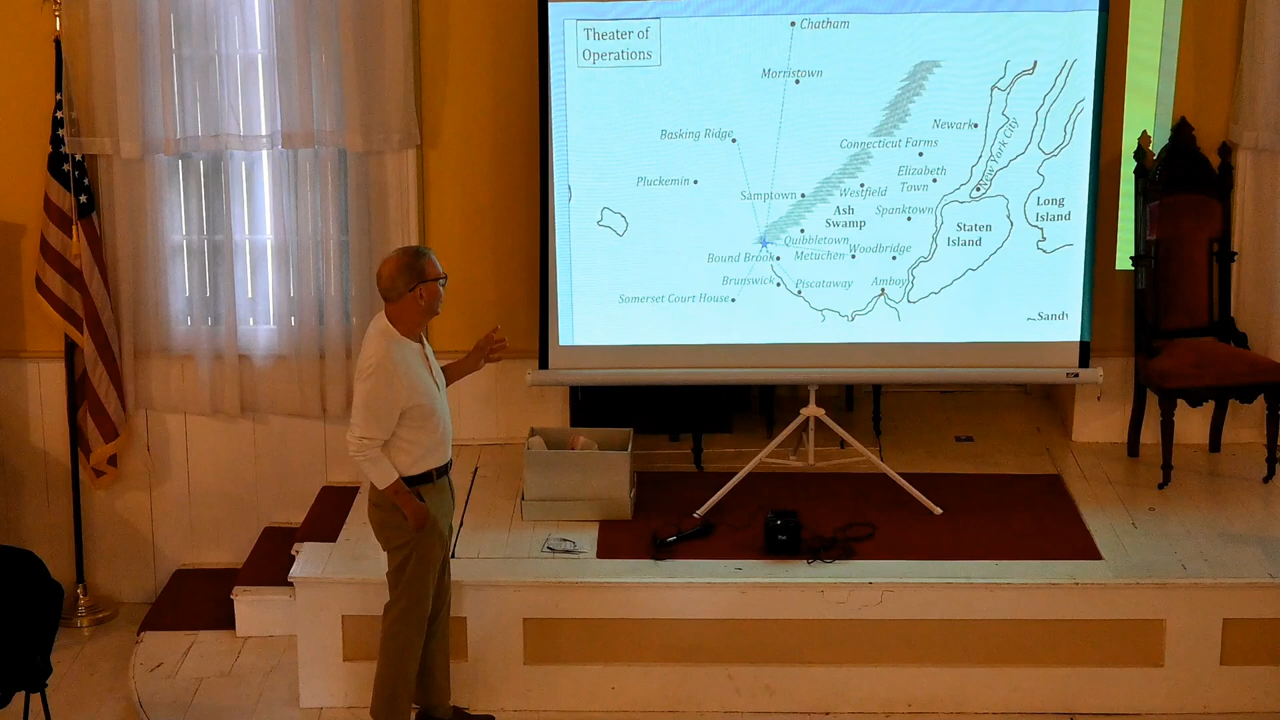 Theater of
Operations
Chatham
Morristown
Newark
Basking Ridge
Connecticut Farms
New York City
Pluckemin
Elizabeth
Town
Samptown
Westfield
Ash
Swamp
Spanktown
Long
Island
Staten
Island
Quibbletown
Bound Brook
Metuchen
Woodbridge
Brunswick
Piscataway
Amboy
Somerset Court House
Sandy